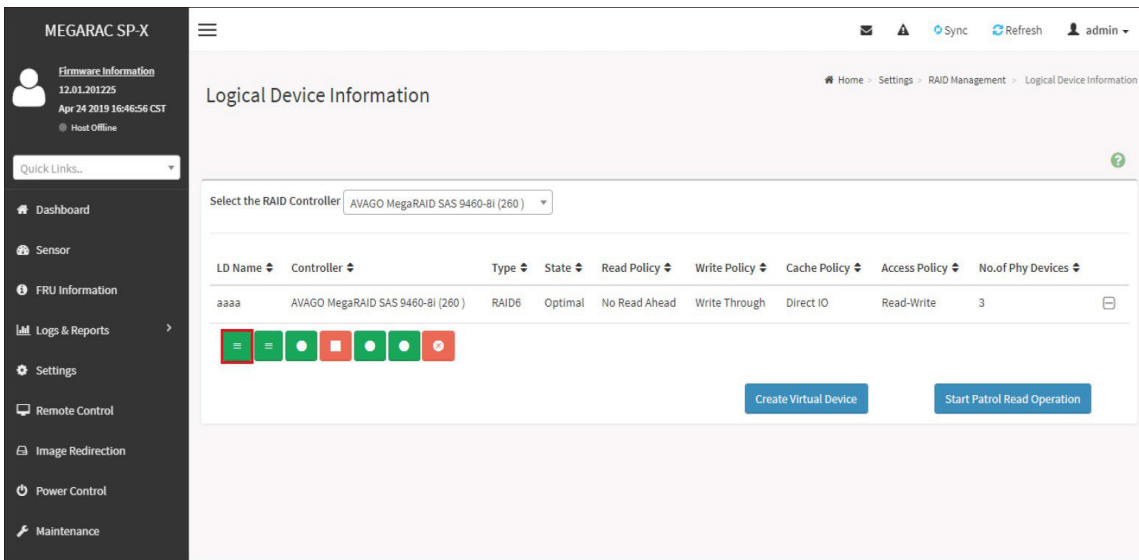 MEGARAC SP-X
Sync Refresh admin
Firmware Information
12.01.201225
Apr 24 2019 16:46:56 CST
Host Offline
Quick Links..
Dashboard
Sensor
FRU Information
Logs & Reports
Settings
Remote Control
Image Redirection
Power Control
Maintenance
Logical Device Information
Home > Settings > RAID Management > Logical Device Information
Select the RAID Controller AVAGO MegaRAID SAS 9460-8i (260 )
LD Name Controller Type State Read Policy Write Policy Cache Policy Access Policy No.of Phy Devices
aaaa AVAGO MegaRAID SAS 9460-8i (260 ) RAID6 Optimal No Read Ahead Write Through Direct IO Read-Write 3
Create Virtual Device Start Patrol Read Operation